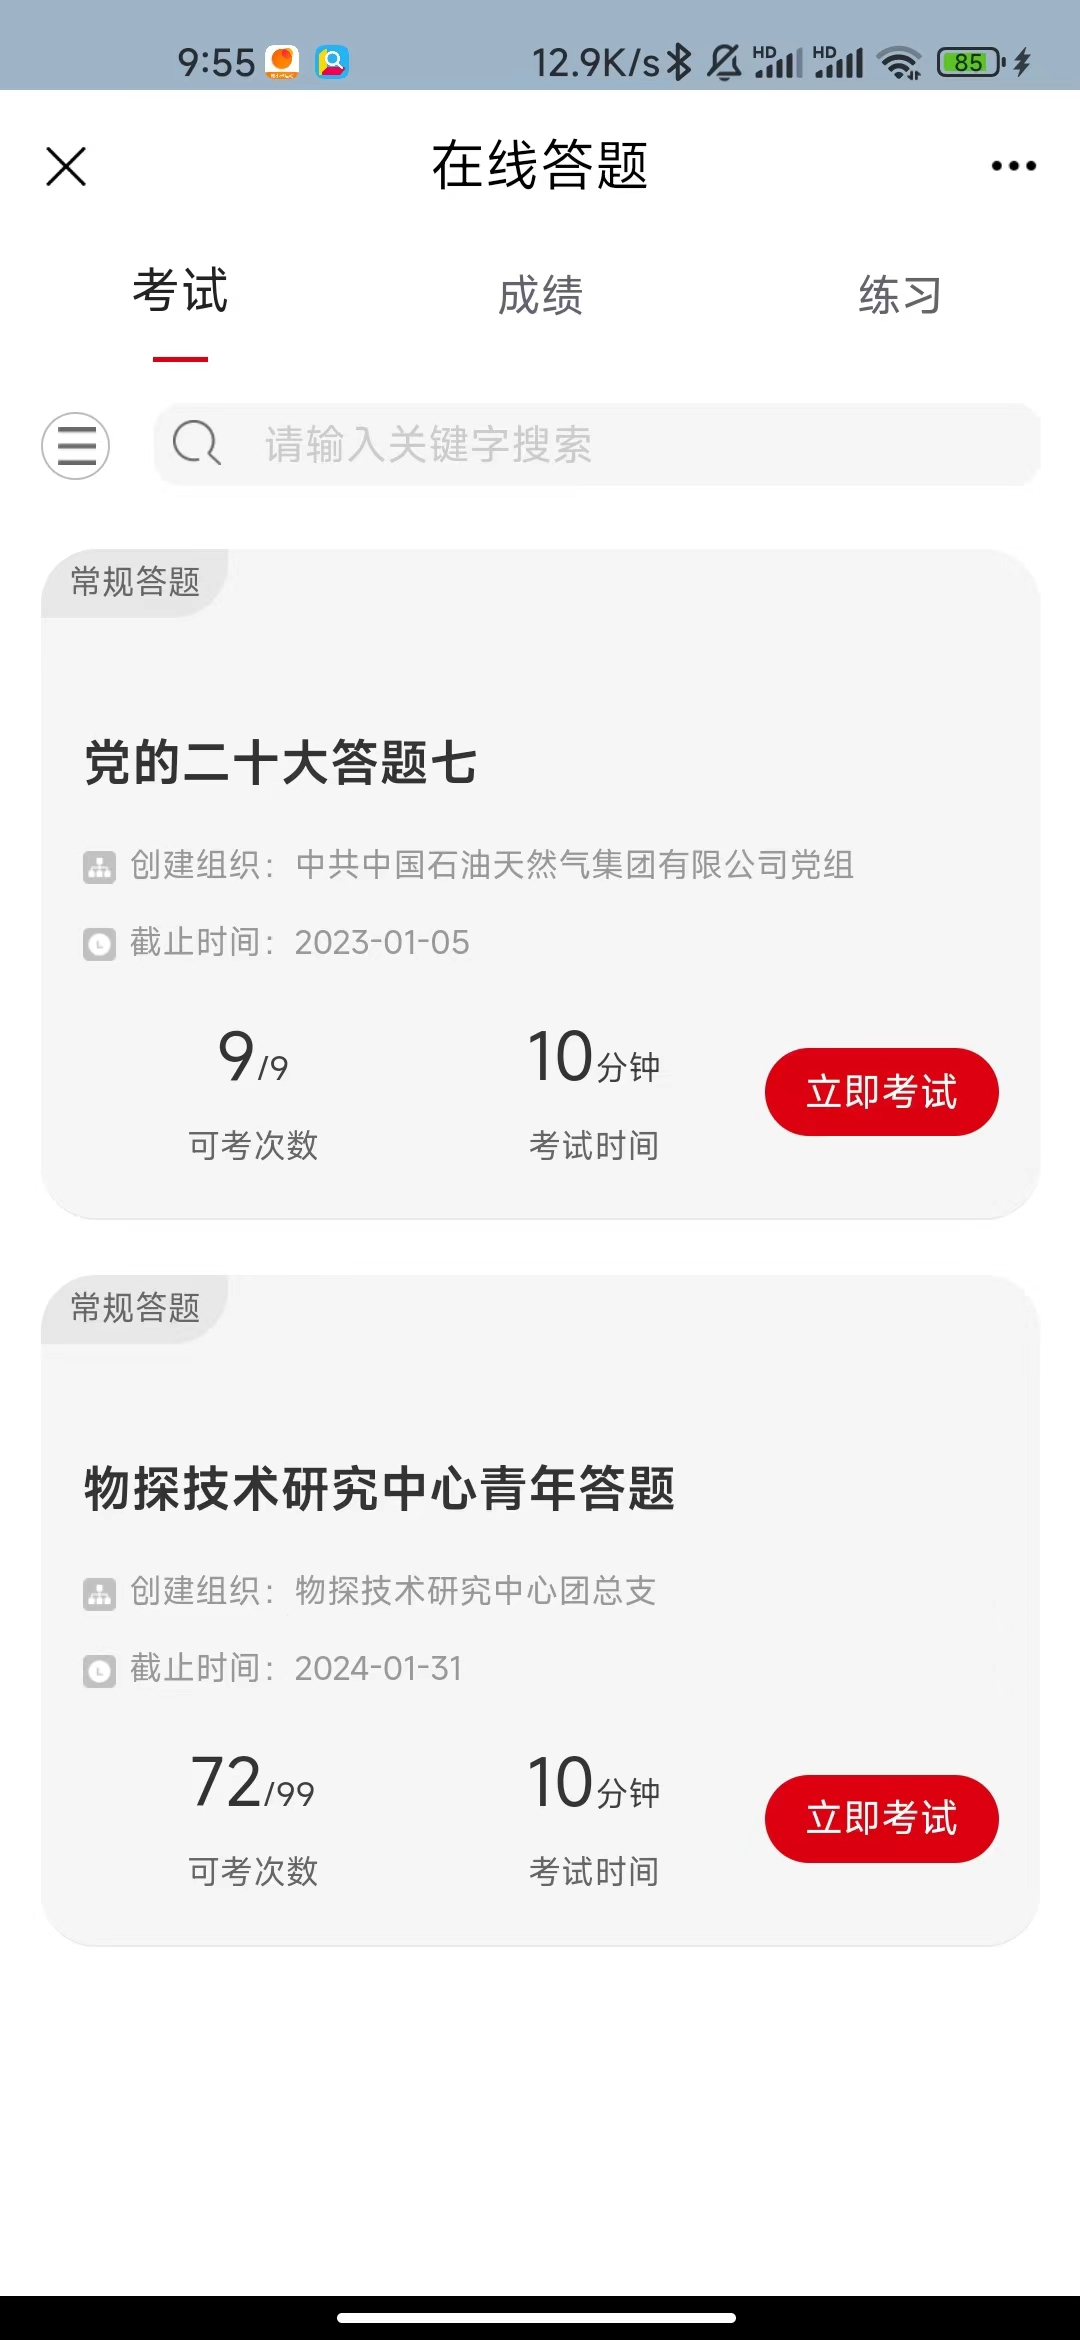 9:55 12.9K/s HD HD 85
在线答题
考试 成绩 练习
请输入关键字搜索
常规答题
党的二十大答题七
创建组织：中共中国石油天然气集团有限公司党组
截止时间：2023-01-05
9/9 10分钟
立即考试
可考次数 考试时间
常规答题
物探技术研究中心青年答题
创建组织：物探技术研究中心团总支
截止时间：2024-01-31
72/99 10分钟
立即考试
可考次数 考试时间